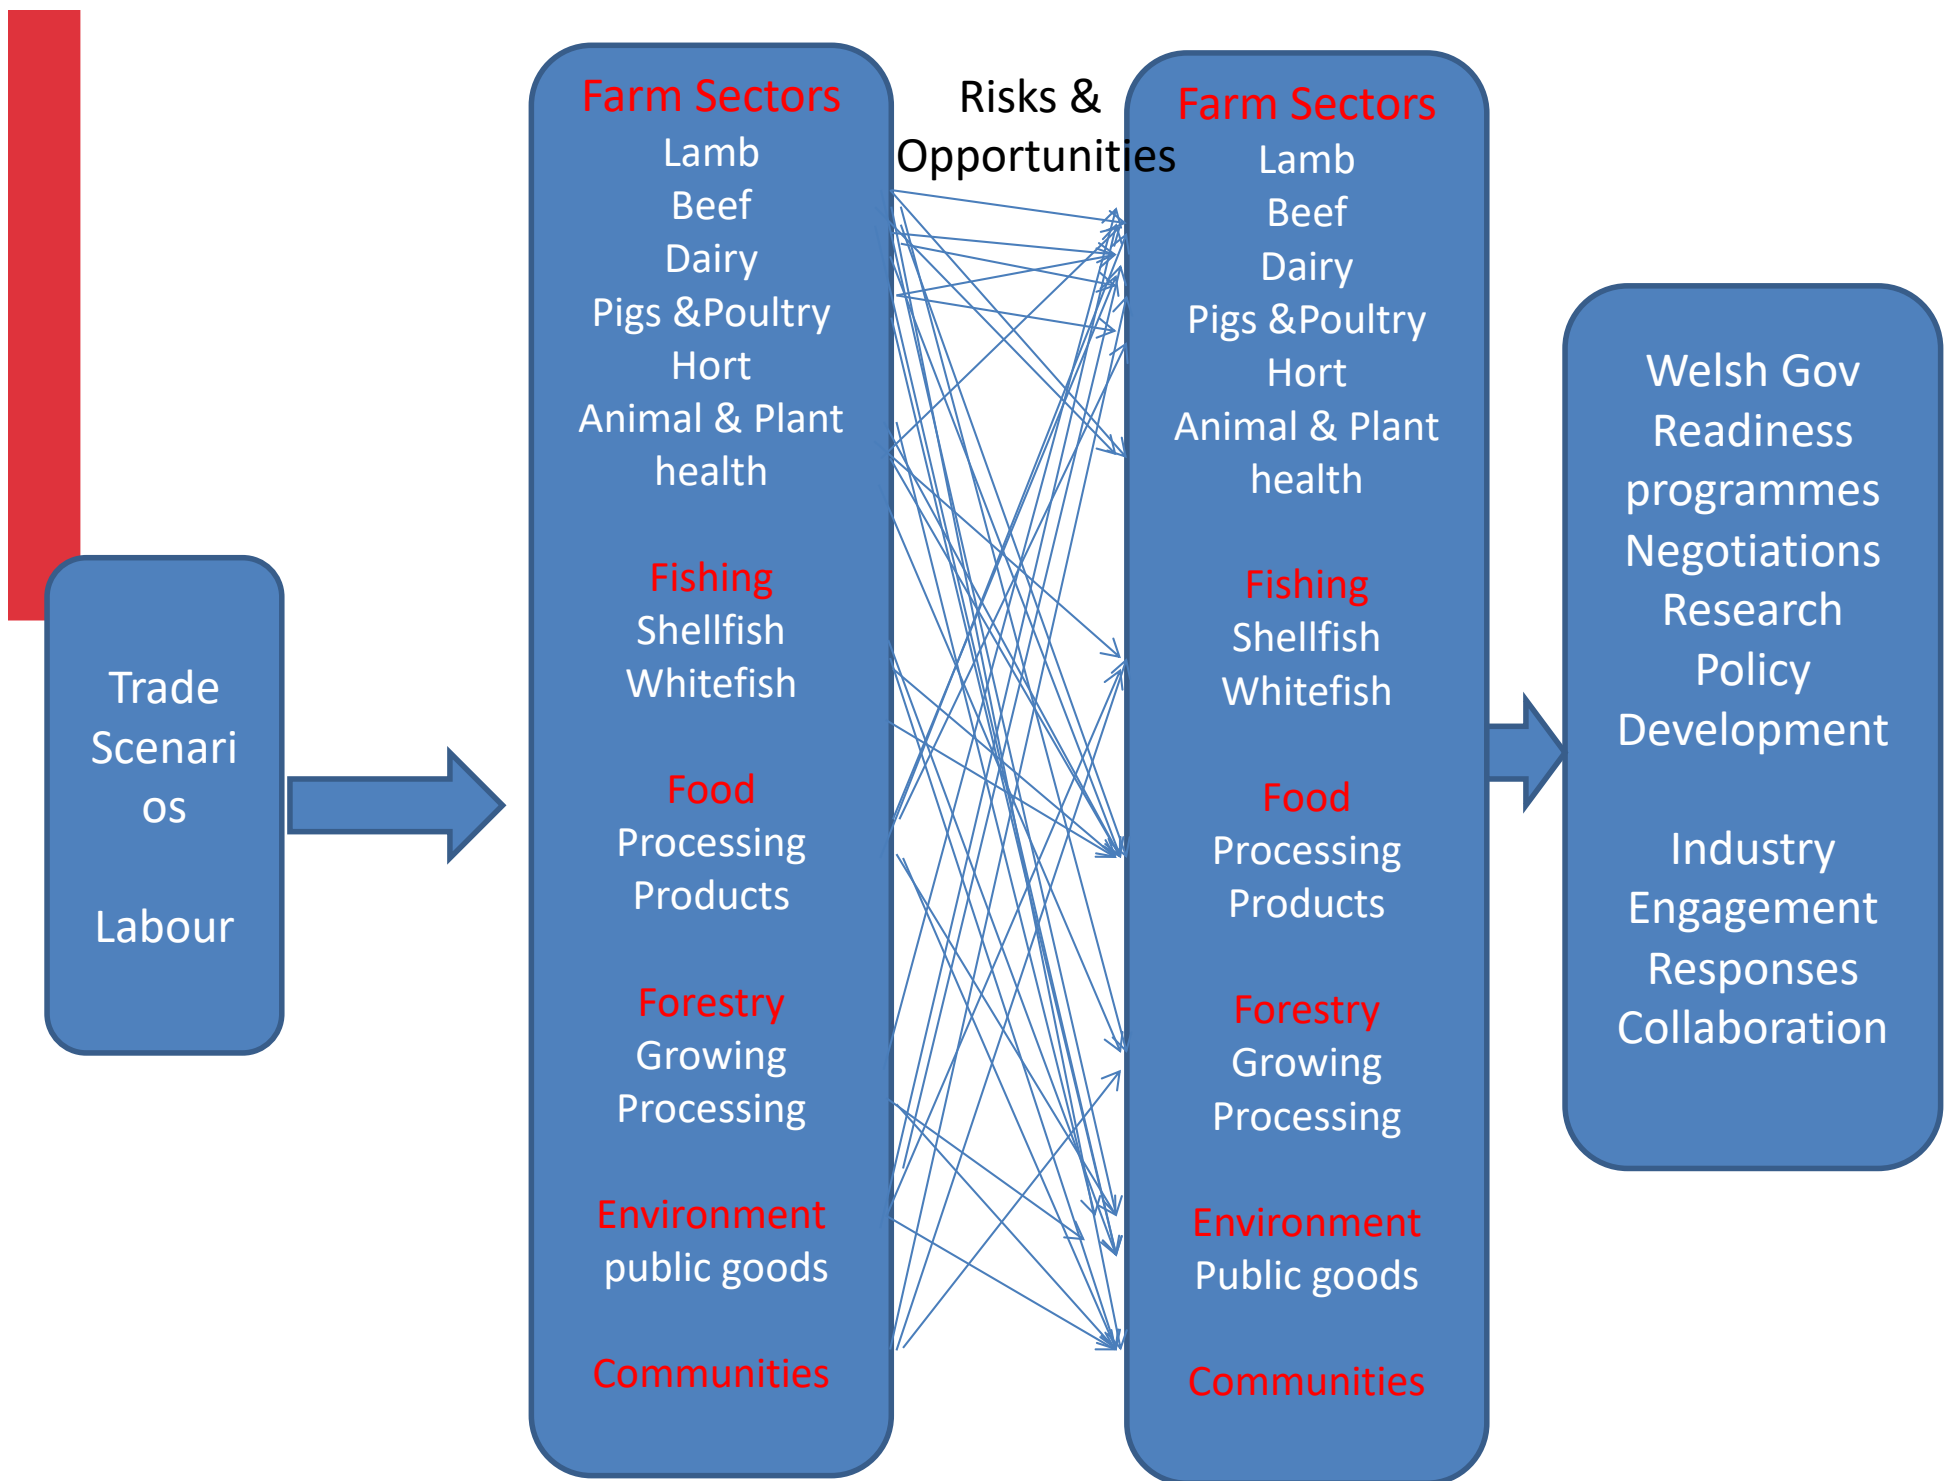 Trade
Scenari
os
Labour
Farm Sectors
Lamb
Beef
Dairy
Pigs &Poultry
Hort
Animal & Plant
health
Fishing
Shellfish
Whitefish
Food
Processing
Products
Forestry
Growing
Processing
Environment
public goods
Communities
Risks &
Opportunities
Farm Sectors
Lamb
Beef
Dairy
Pigs &Poultry
Hort
Animal & Plant
health
Fishing
Shellfish
Whitefish
Food
Processing
Products
Forestry
Growing
Processing
Environment
Public goods
Communities
Welsh Gov
Readiness
programmes
Negotiations
Research
Policy
Development
Industry
Engagement
Responses
Collaboration